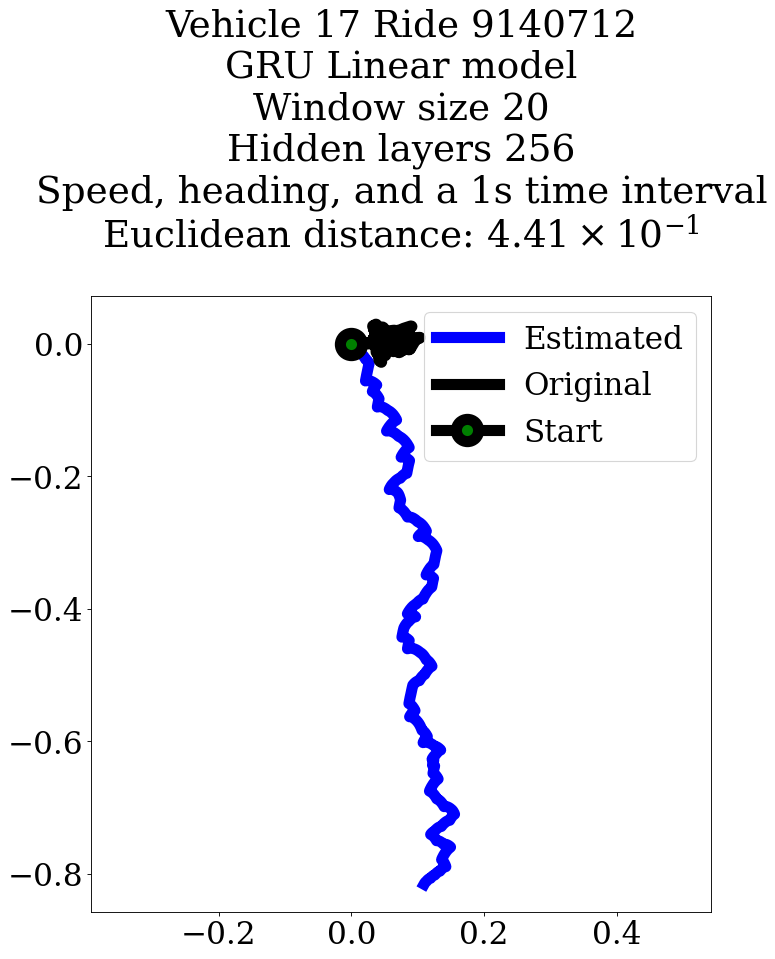 Vehicle 17 Ride 9140712
GRU Linear model
Window size 20
Hidden layers 256
Speed, heading, and a 1s time interval
Euclidean distance: 4.41 × 10⁻¹
Estimated
Original
Start
0.0
−0.2
−0.4
−0.6
−0.8
−0.2 0.0 0.2 0.4